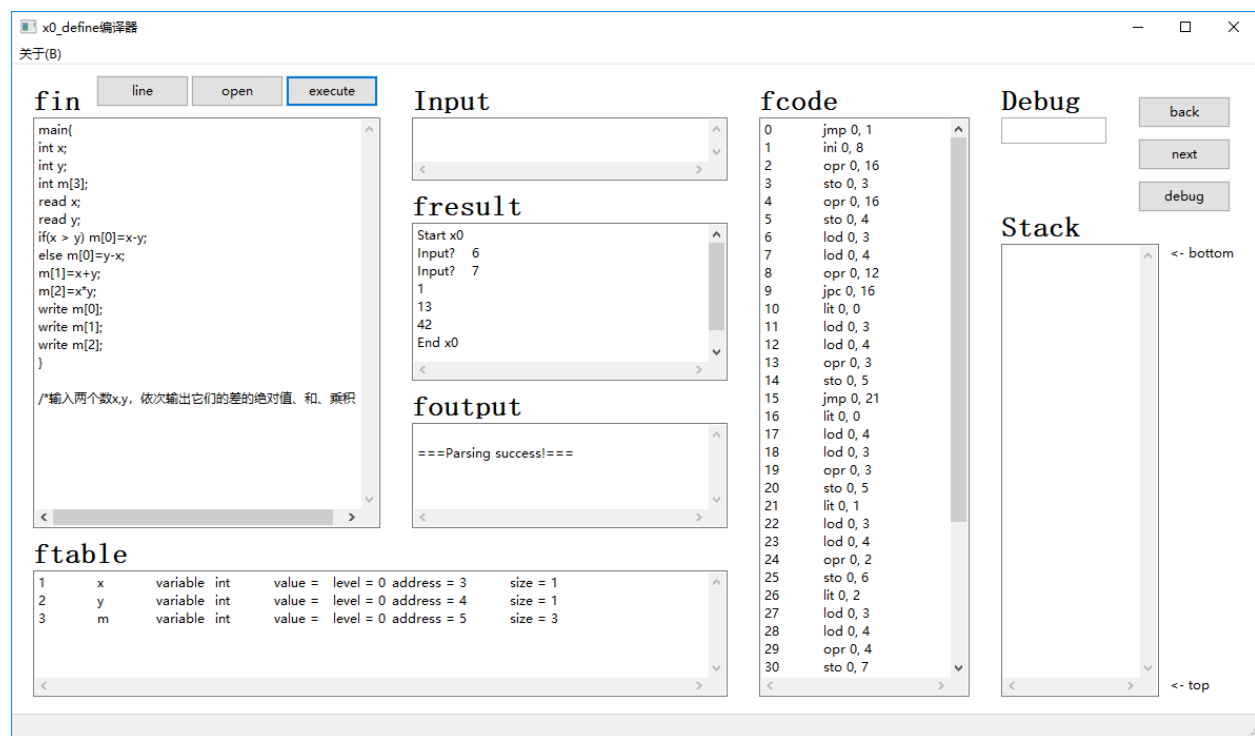 x0_define编译器
关于(B)
fin
line
open
execute
main{
int x;
int y;
int m[3];
read x;
read y;
if(x > y) m[0]=x-y;
else m[0]=y-x;
m[1]=x+y;
m[2]=x*y;
write m[0];
write m[1];
write m[2];
}
/*输入两个数x,y，依次输出它们的差的绝对值、和、乘积
Input
fresult
Start x0
Input? 6
Input? 7
1
13
42
End x0
foutput
===Parsing success!===
ftable
1 x variable int value = level = 0 address = 3 size = 1
2 y variable int value = level = 0 address = 4 size = 1
3 m variable int value = level = 0 address = 5 size = 3
fcode
0 jmp 0, 1
1 ini 0, 8
2 opr 0, 16
3 sto 0, 3
4 opr 0, 16
5 sto 0, 4
6 lod 0, 3
7 lod 0, 4
8 opr 0, 12
9 jpc 0, 16
10 lit 0, 0
11 lod 0, 3
12 lod 0, 4
13 opr 0, 3
14 sto 0, 5
15 jmp 0, 21
16 lit 0, 0
17 lod 0, 4
18 lod 0, 3
19 opr 0, 3
20 sto 0, 5
21 lit 0, 1
22 lod 0, 3
23 lod 0, 4
24 opr 0, 2
25 sto 0, 6
26 lit 0, 2
27 lod 0, 3
28 lod 0, 4
29 opr 0, 4
30 sto 0, 7
Debug
back
next
debug
Stack
<- bottom
<- top